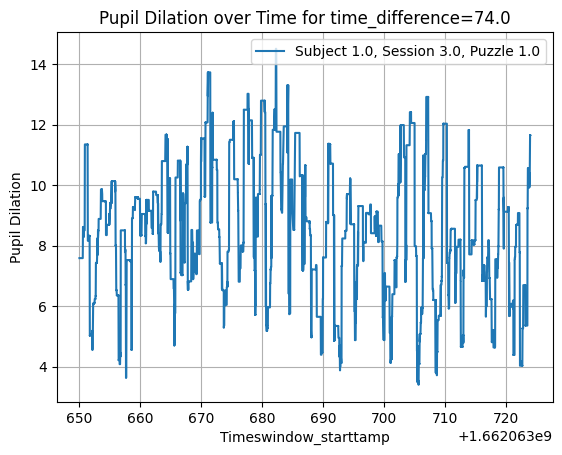 Pupil Dilation over Time for time_difference=74.0
Subject 1.0, Session 3.0, Puzzle 1.0
Pupil Dilation
14
12
10
8
6
4
650 660 670 680 690 700 710 720
Timeswindow_starttamp
+1.662063e9